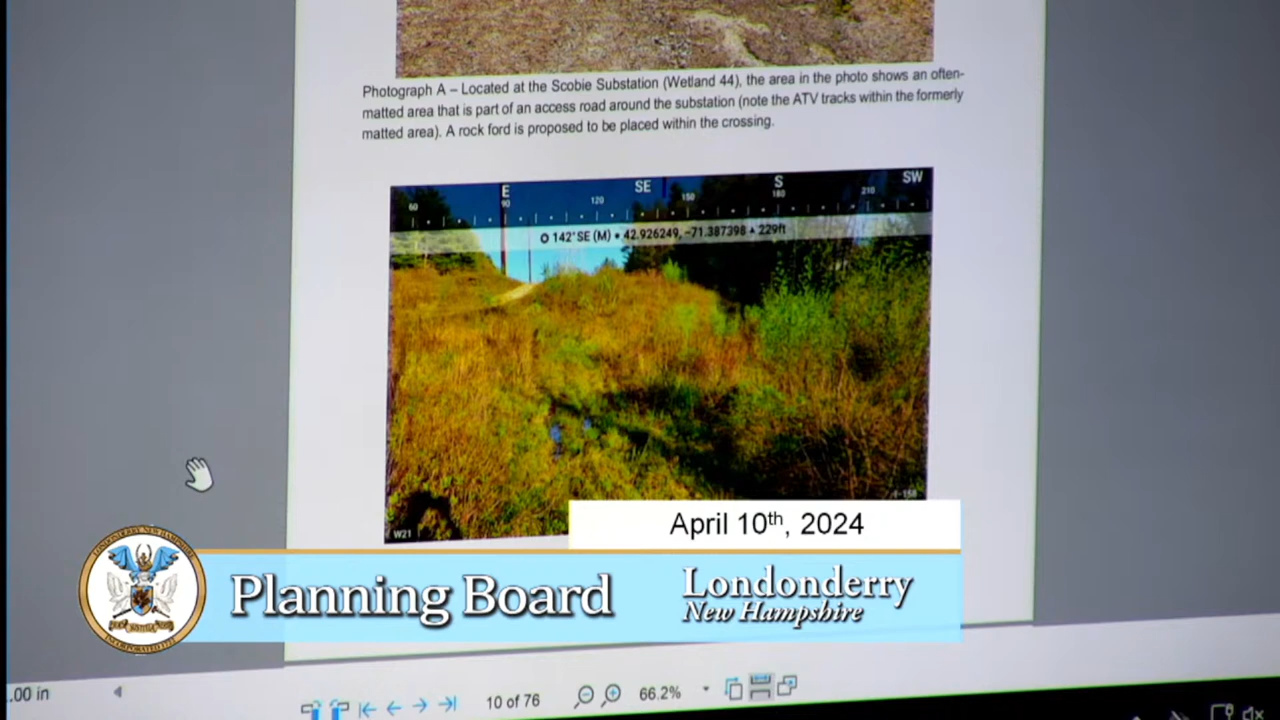 Photograph A – Located at the Scobie Substation (Wetland 44), the area in the photo shows an often-
matted area that is part of an access road around the substation (note the ATV tracks within the formerly
matted area). A rock ford is proposed to be placed within the crossing.
E SE S SW
60 90 120 150 180 210
142° SE (M) • 42.926249, -71.387398 ▲ 229ft
W21
April 10th, 2024
Planning Board
Londonderry
New Hampshire
.00 in
10 of 76
66.2%